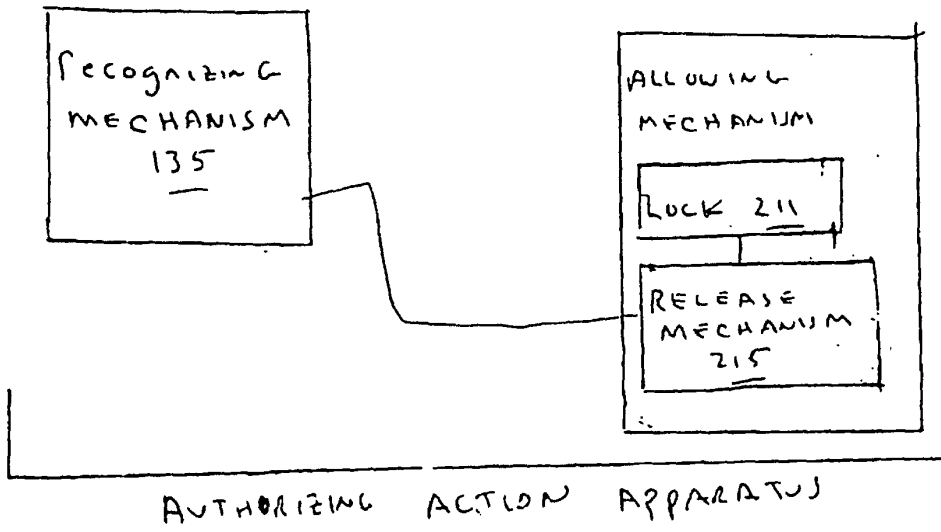 recognizing
MECHANISM
135
ALLOWING
MECHANISM
LOCK 211
RELEASE
MECHANISM
215
AUTHORIZING ACTION APPARATUS